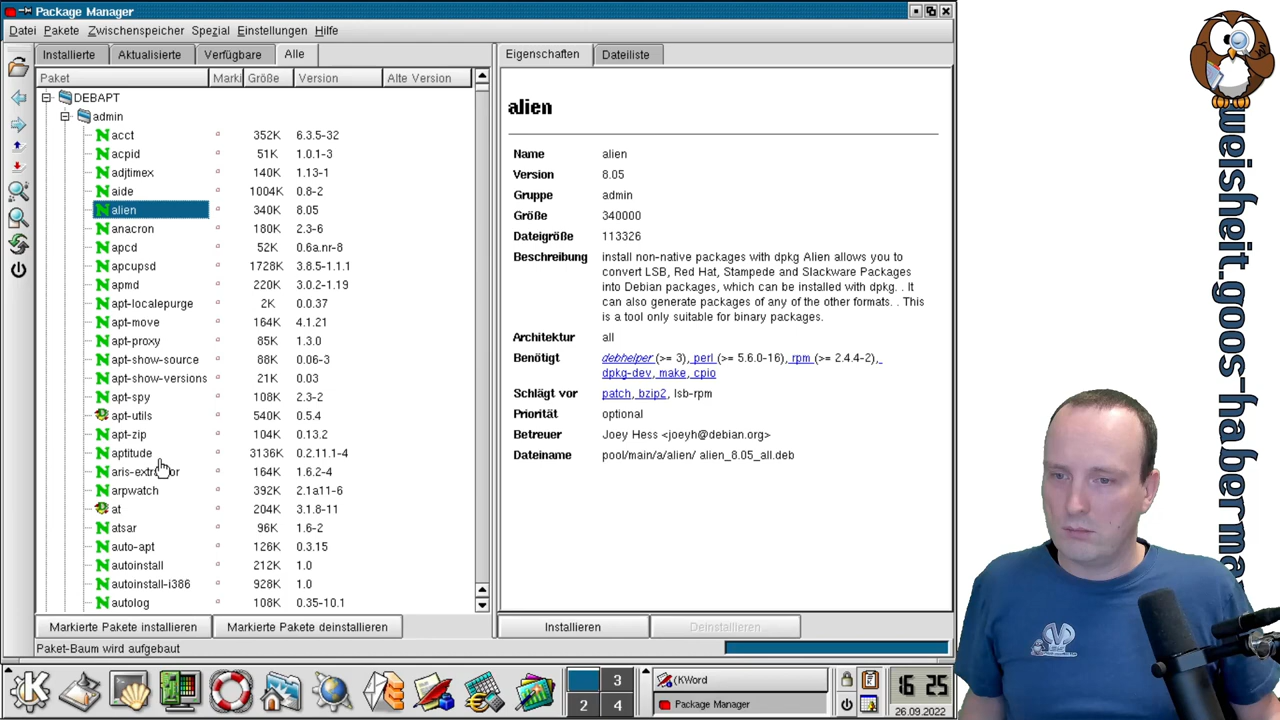 Package Manager
Datei Pakete Zwischenspeicher Spezial Einstellungen Hilfe
Installierte Aktualisierte Verfügbare Alle
Paket Marki Größe Version Alte Version
DEBAPT
admin
acct 352K 6.3.5-32
acpid 51K 1.0.1-3
adjtimex 140K 1.13-1
aide 1004K 0.8-2
alien 340K 8.05
anacron 180K 2.3-6
apcd 52K 0.6a.nr-8
apcupsd 1728K 3.8.5-1.1.1
apmd 220K 3.0.2-1.19
apt-localepurge 2K 0.0.37
apt-move 164K 4.1.21
apt-proxy 85K 1.3.0
apt-show-source 88K 0.06-3
apt-show-versions 21K 0.03
apt-spy 108K 2.3-2
apt-utils 540K 0.5.4
apt-zip 104K 0.13.2
aptitude 3136K 0.2.11.1-4
164K 1.6.2-4
arpwatch 392K 2.1a11-6
at 204K 3.1.8-11
atsar 96K 1.6-2
auto-apt 126K 0.3.15
autoinstall 212K 1.0
autoinstall-i386 928K 1.0
autolog 108K 0.35-10.1
Markierte Pakete installieren Markierte Pakete deinstallieren
Paket-Baum wird aufgebaut
Eigenschaften Dateiliste
alien
Name alien
Version 8.05
Gruppe admin
Größe 340000
Dateigröße 113326
Beschreibung install non-native packages with dpkg Alien allows you to
convert LSB, Red Hat, Stampede and Slackware Packages
into Debian packages, which can be installed with dpkg. . It
can also generate packages of any of the other formats. . This
is a tool only suitable for binary packages.
Architektur all
Benötigt debhelper (>= 3), perl (>= 5.6.0-16), rpm (>= 2.4.4-2),
dpkg-dev, make, cpio
Schlägt vor patch, bzip2, lsb-rpm
Priorität optional
Betreuer Joey Hess <joeyh@debian.org>
Dateiname pool/main/a/alien/ alien_8.05_all.deb
Installieren Deinstallieren
3
2 4
(KWord
Package Manager
16 25
26.09.2022